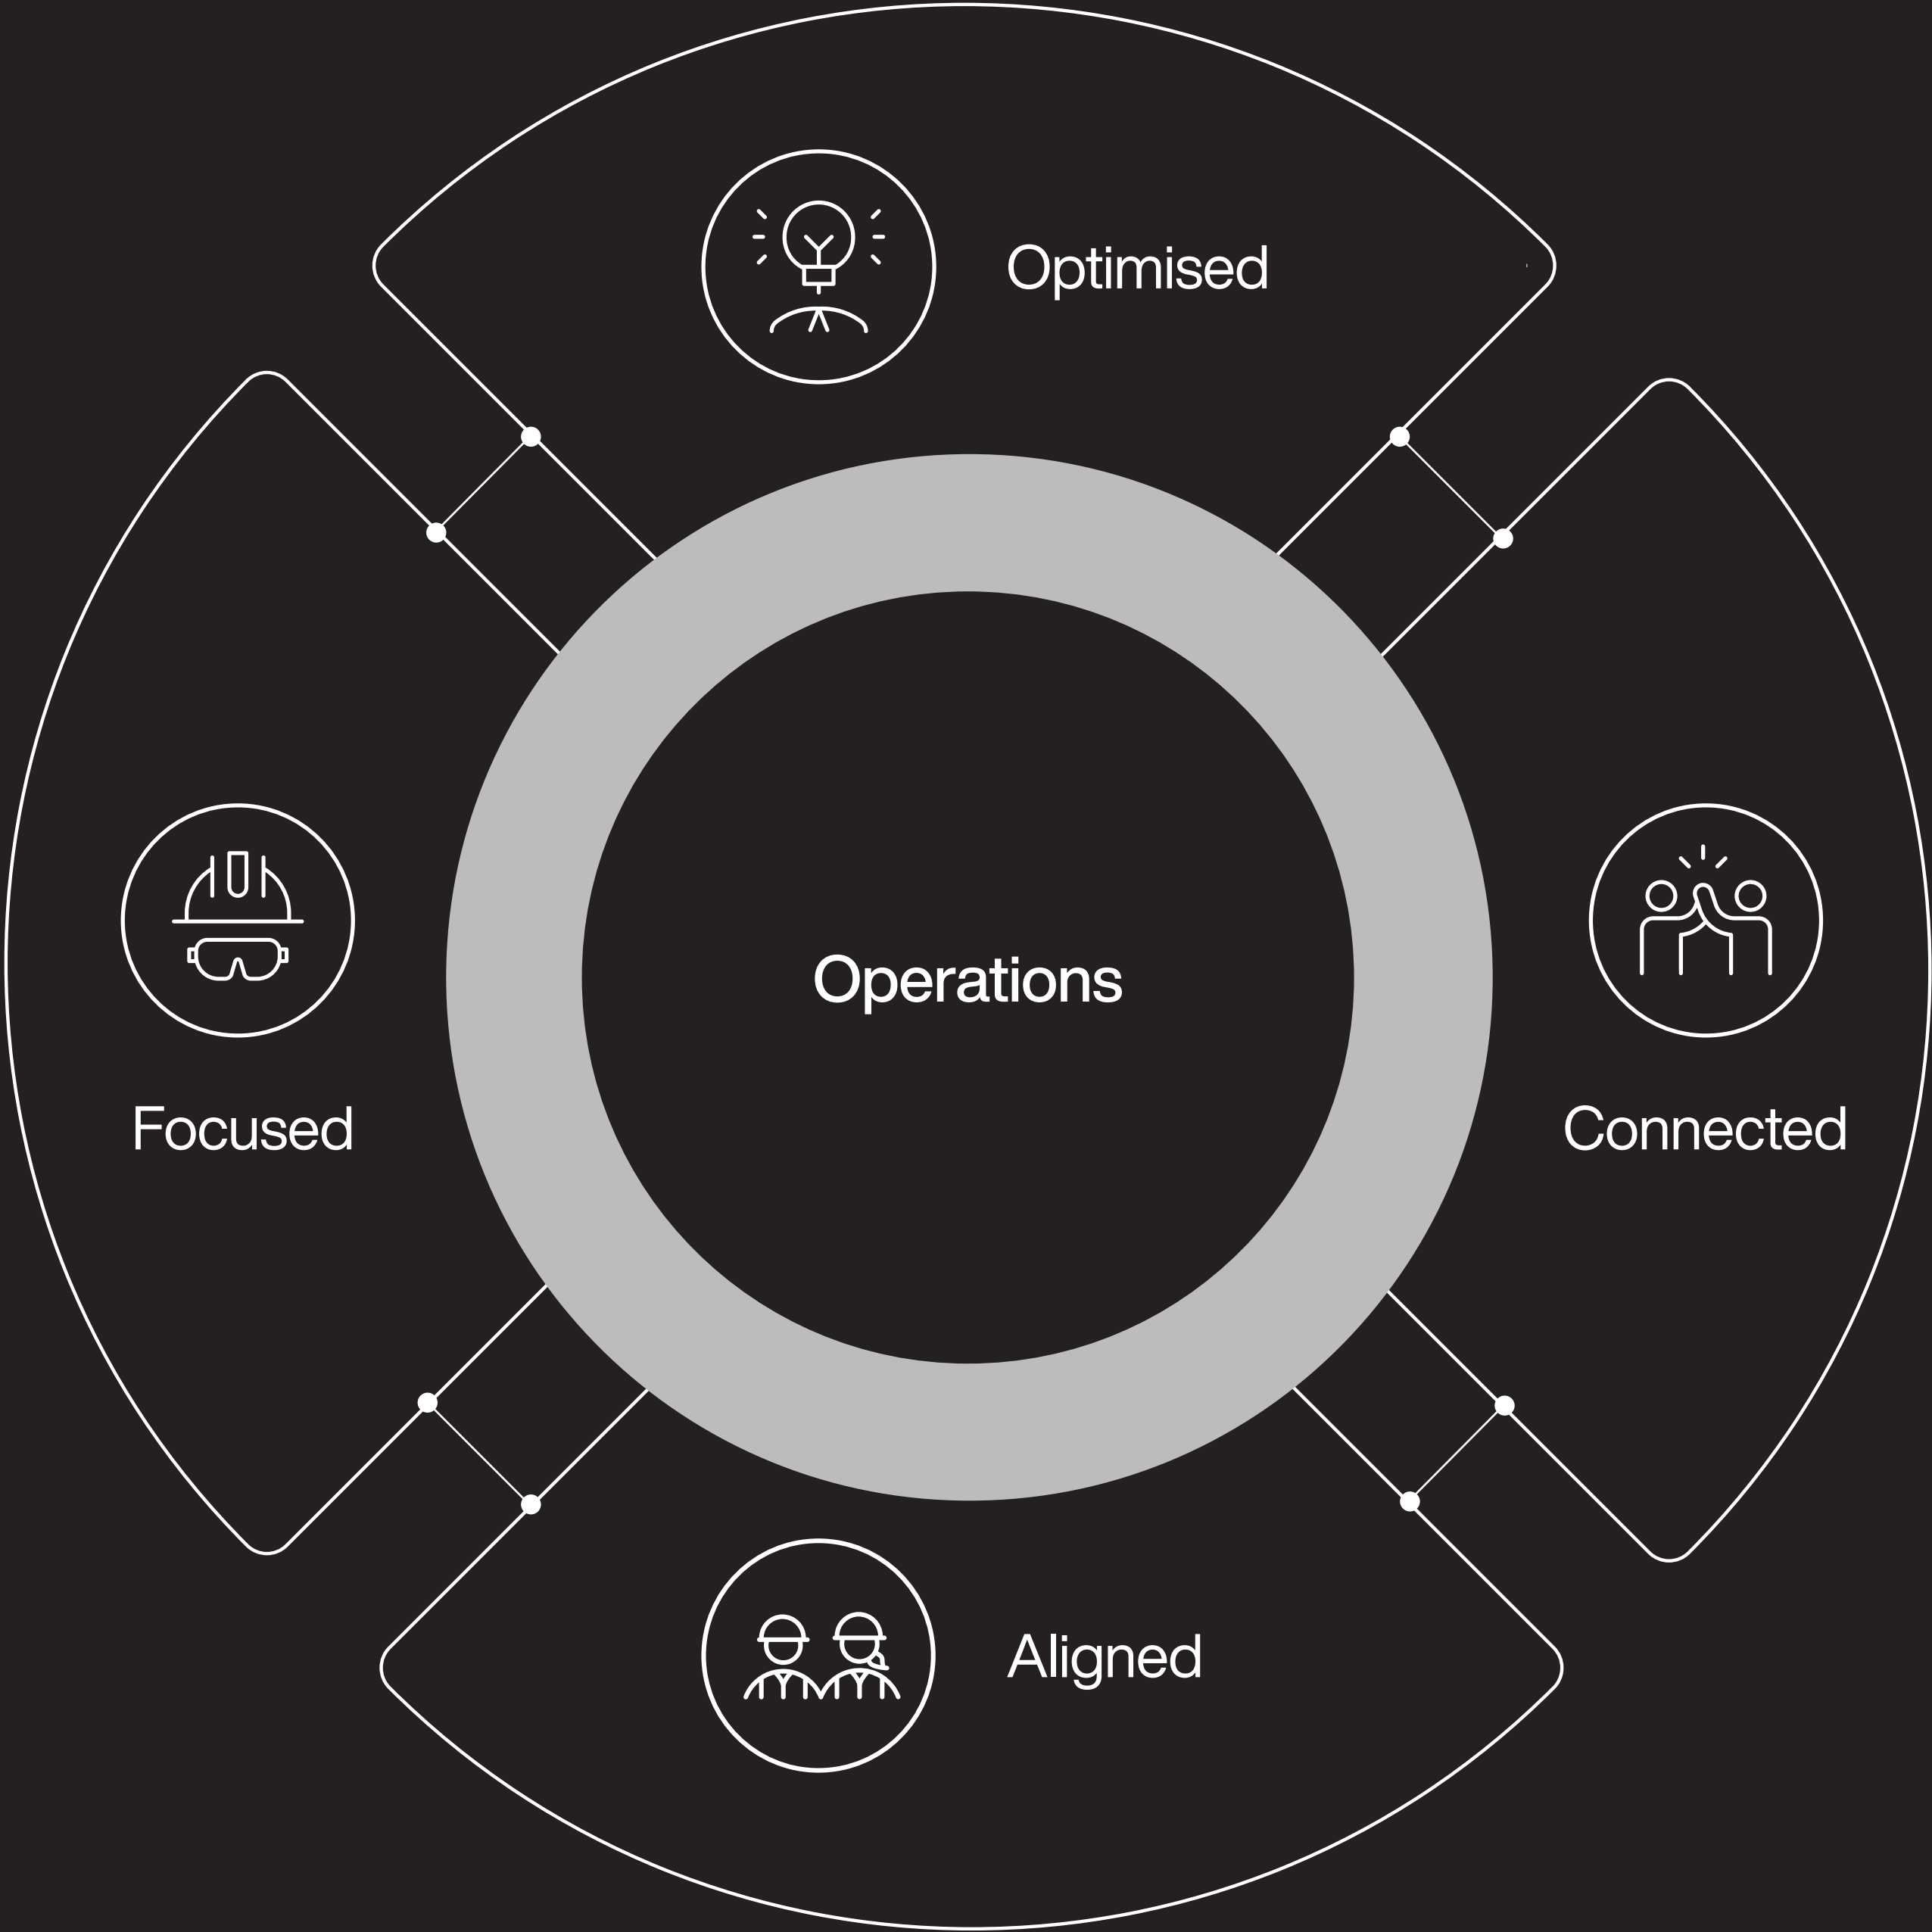 Optimised
Operations
Focused
Connected
Aligned